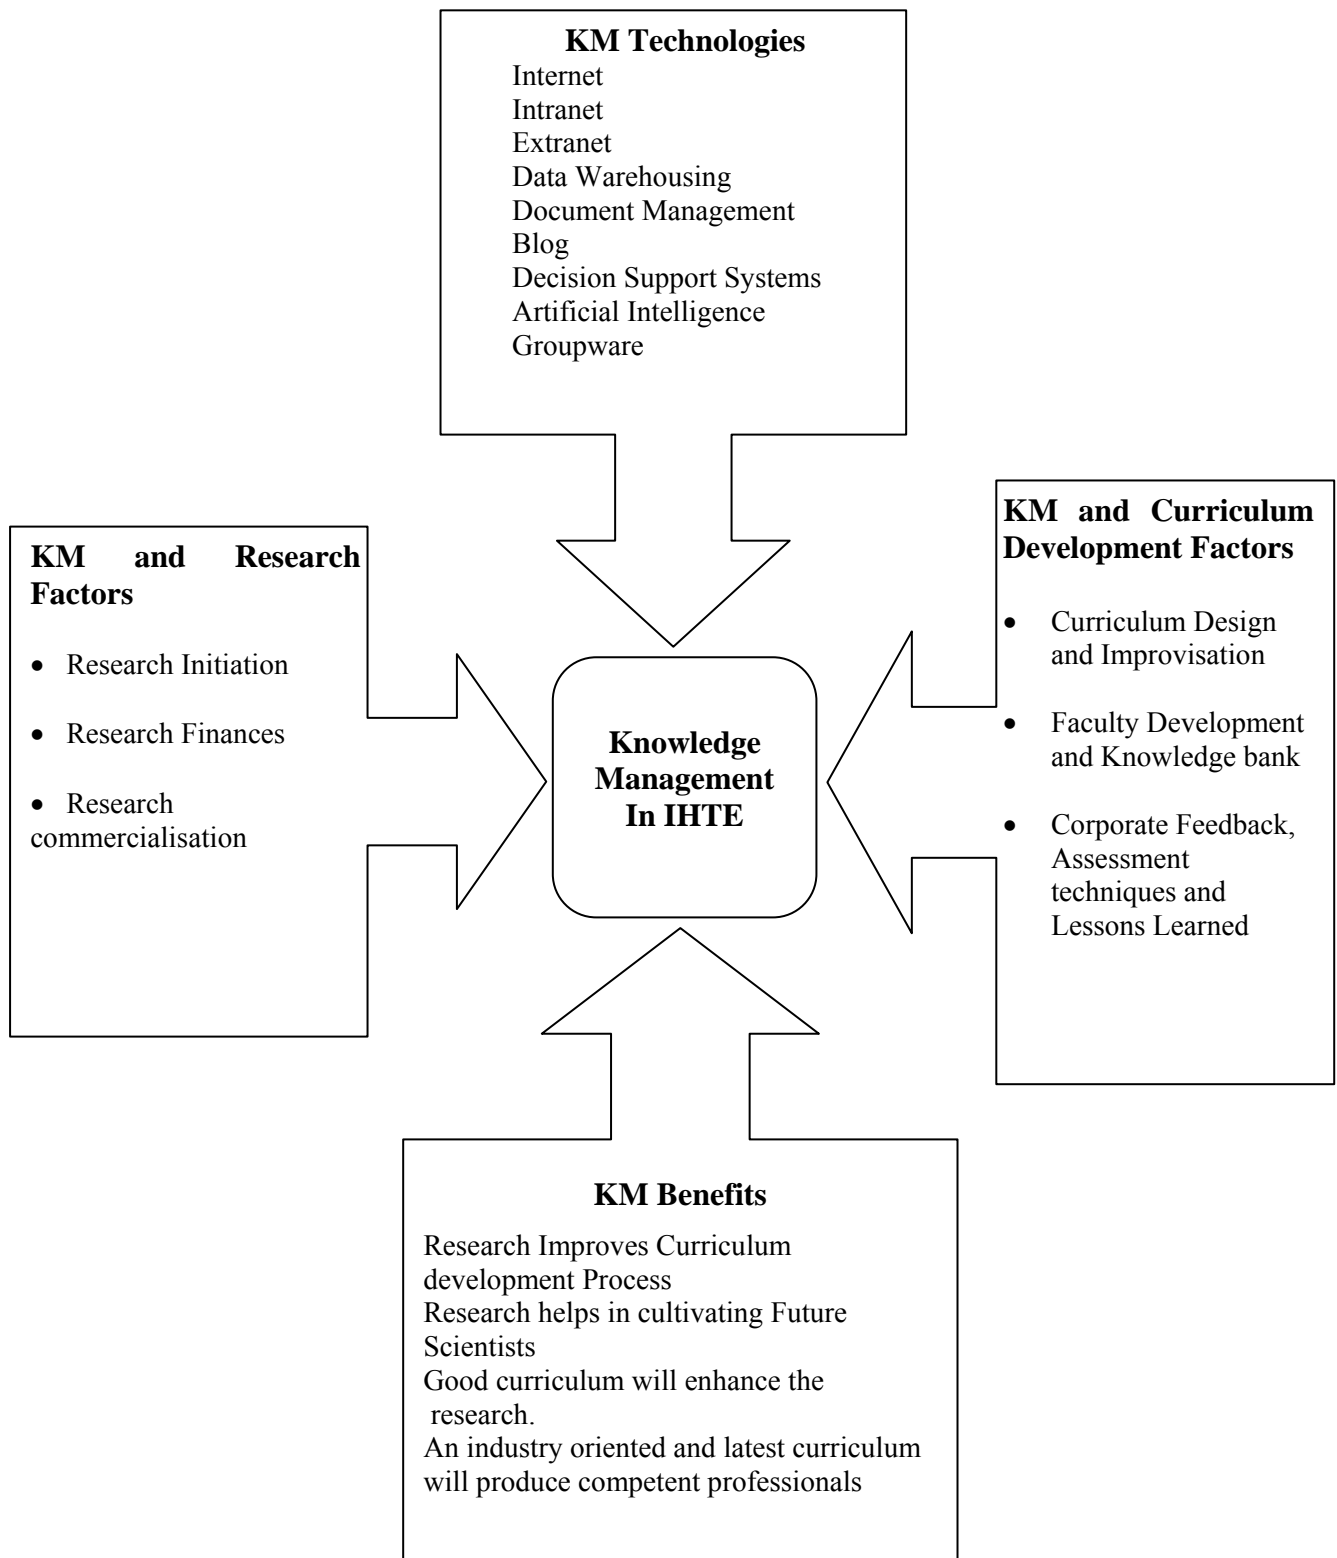 KM Technologies
Internet
Intranet
Extranet
Data Warehousing
Document Management
Blog
Decision Support Systems
Artificial Intelligence
Groupware
KM and Research
Factors
• Research Initiation
• Research Finances
• Research
commercialisation
Knowledge
Management
In IHTE
KM and Curriculum
Development Factors
• Curriculum Design
and Improvisation
• Faculty Development
and Knowledge bank
• Corporate Feedback,
Assessment
techniques and
Lessons Learned
KM Benefits
Research Improves Curriculum
development Process
Research helps in cultivating Future
Scientists
Good curriculum will enhance the
research.
An industry oriented and latest curriculum
will produce competent professionals